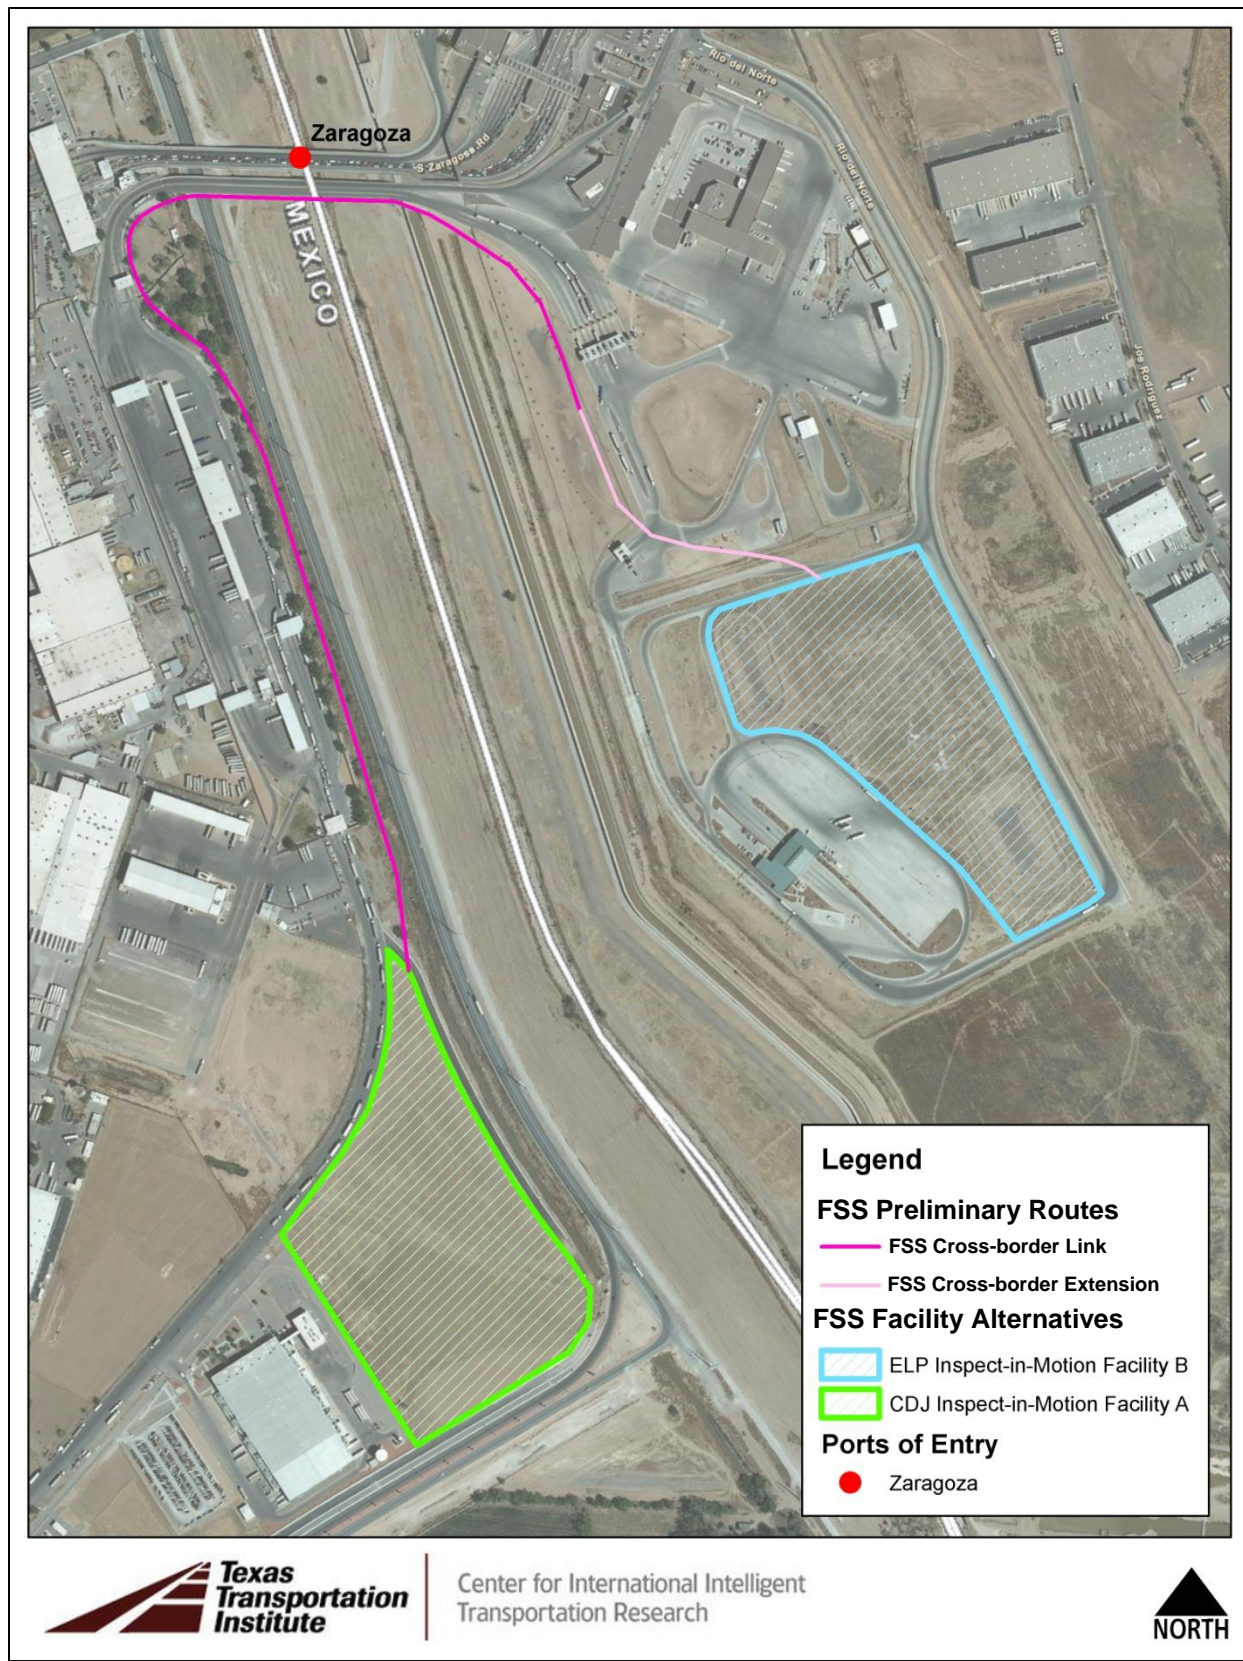 guez
Rio del Norte
Zaragoza
S Zaragosa Rd
Rio del Norte
MEXICO
Joe Rodriguez
Legend
FSS Preliminary Routes
FSS Cross-border Link
FSS Cross-border Extension
FSS Facility Alternatives
ELP Inspect-in-Motion Facility B
CDJ Inspect-in-Motion Facility A
Ports of Entry
Zaragoza
Texas
Transportation
Institute
Center for International Intelligent
Transportation Research
NORTH